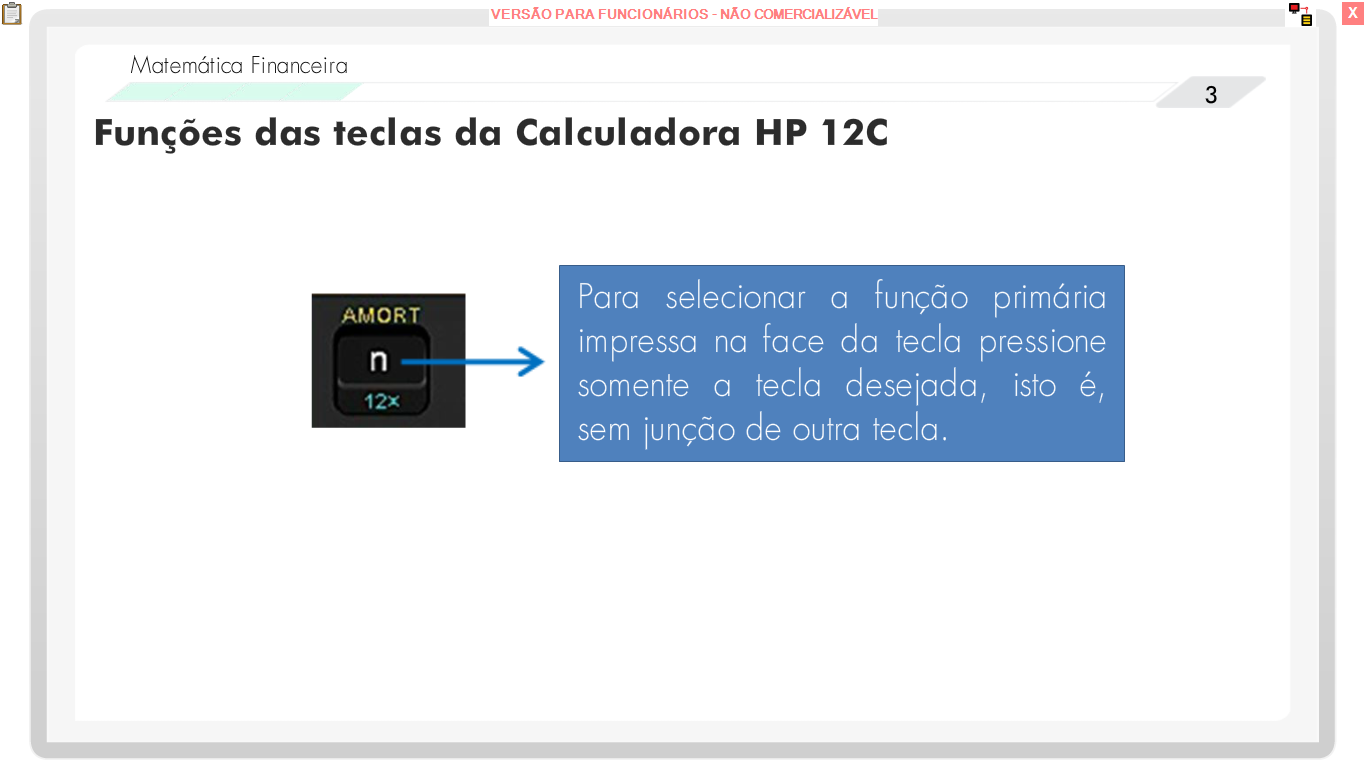 VERSÃO PARA FUNCIONÁRIOS - NÃO COMERCIALIZÁVEL
X
Matemática Financeira
3
Funções das teclas da Calculadora HP 12C
AMORT
n
12×
Para selecionar a função primária
impressa na face da tecla pressione
somente a tecla desejada, isto é,
sem junção de outra tecla.